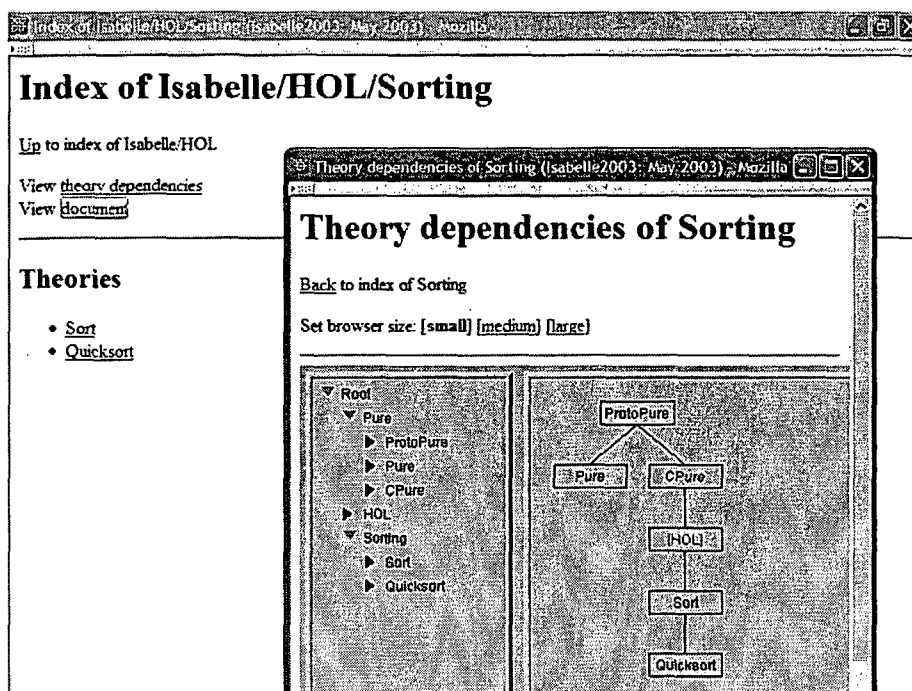 Index of Isabelle/HOL/Sorting (Isabelle2003: May 2003) - Mozilla
Index of Isabelle/HOL/Sorting
Up to index of Isabelle/HOL
View theory dependencies
View document
Theories
• Sort
• Quicksort
Theory dependencies of Sorting (Isabelle2003: May 2003) - Mozilla
Theory dependencies of Sorting
Back to index of Sorting
Set browser size: [small] [medium] [large]
Root
Pure
ProtoPure
Pure
CPure
HOL
Sorting
Sort
Quicksort
ProtoPure
Pure CPure
[HOL]
Sort
Quicksort